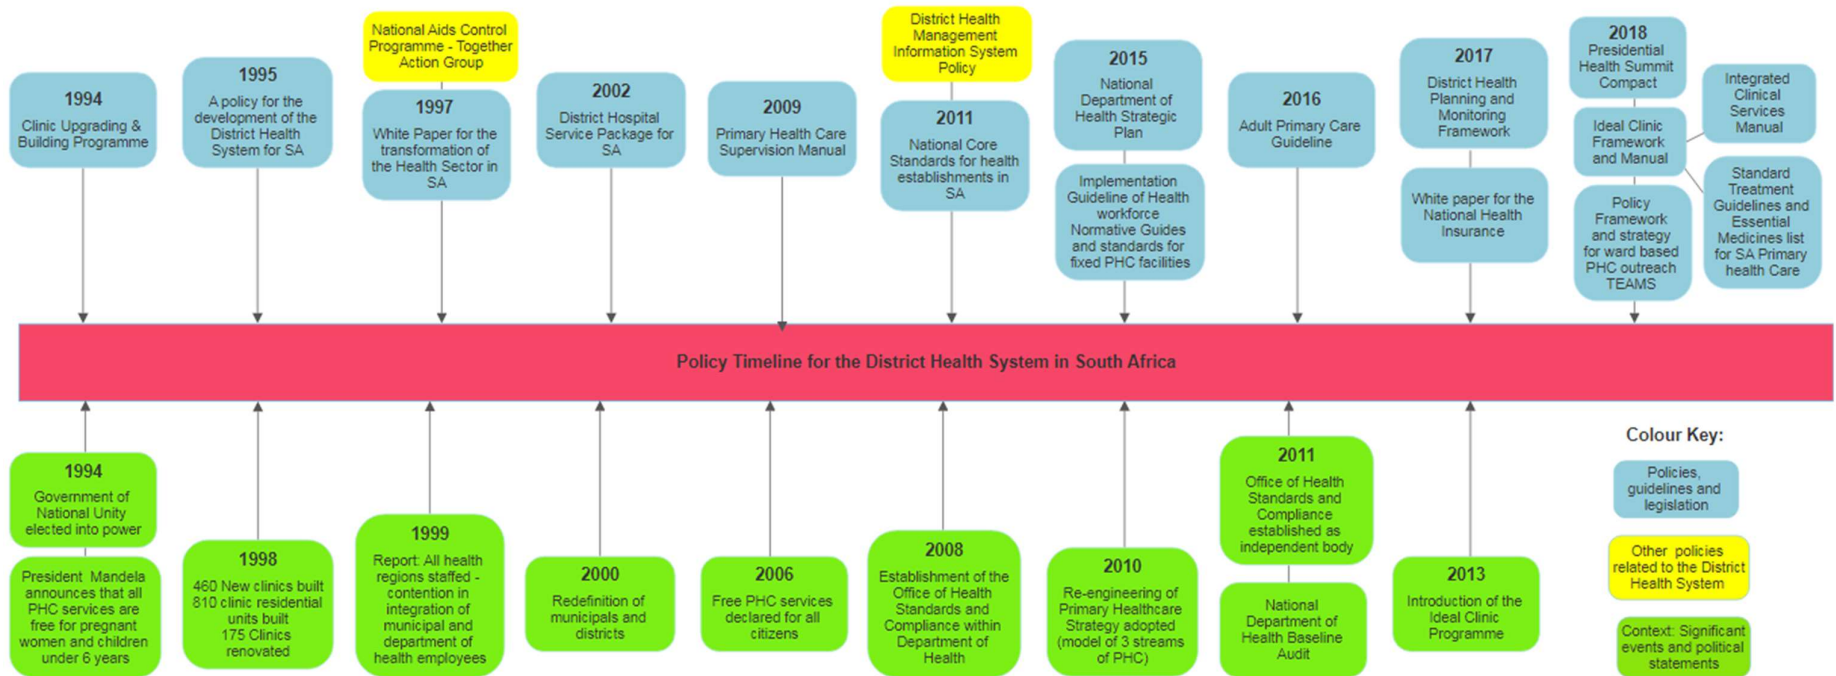 1994
Clinic Upgrading &
Building Programme
1995
A policy for the
development of the
District Health
System for SA
National Aids Control
Programme - Together
Action Group
1997
White Paper for the
transformation of
the Health Sector in
SA
2002
District Hospital
Service Package for
SA
2009
Primary Health Care
Supervision Manual
District Health
Management
Information System
Policy
2011
National Core
Standards for health
establishments in
SA
2015
National
Department of
Health Strategic
Plan
Implementation
Guideline of Health
workforce
Normative Guides
and standards for
fixed PHC facilities
2016
Adult Primary Care
Guideline
2017
District Health
Planning and
Monitoring
Framework
White paper for the
National Health
Insurance
2018
Presidential
Health Summit
Compact
Ideal Clinic
Framework
and Manual
Policy
Framework
and strategy
for ward based
PHC outreach
TEAMS
Integrated
Clinical
Services
Manual
Standard
Treatment
Guidelines and
Essential
Medicines list
for SA Primary
health Care
Policy Timeline for the District Health System in South Africa
1994
Government of
National Unity
elected into power
President Mandela
announces that all
PHC services are
free for pregnant
women and children
under 6 years
1998
460 New clinics built
810 clinic residential
units built
175 Clinics
renovated
1999
Report: All health
regions staffed -
contention in
integration of
municipal and
department of
health employees
2000
Redefinition of
municipals and
districts
2006
Free PHC services
declared for all
citizens
2008
Establishment of the
Office of Health
Standards and
Compliance within
Department of
Health
2010
Re-engineering of
Primary Healthcare
Strategy adopted
(model of 3 streams
of PHC)
2011
Office of Health
Standards and
Compliance
established as
independent body
National
Department of
Health Baseline
Audit
2013
Introduction of the
Ideal Clinic
Programme
Colour Key:
Policies,
guidelines and
legislation
Other policies
related to the District
Health System
Context: Significant
events and political
statements